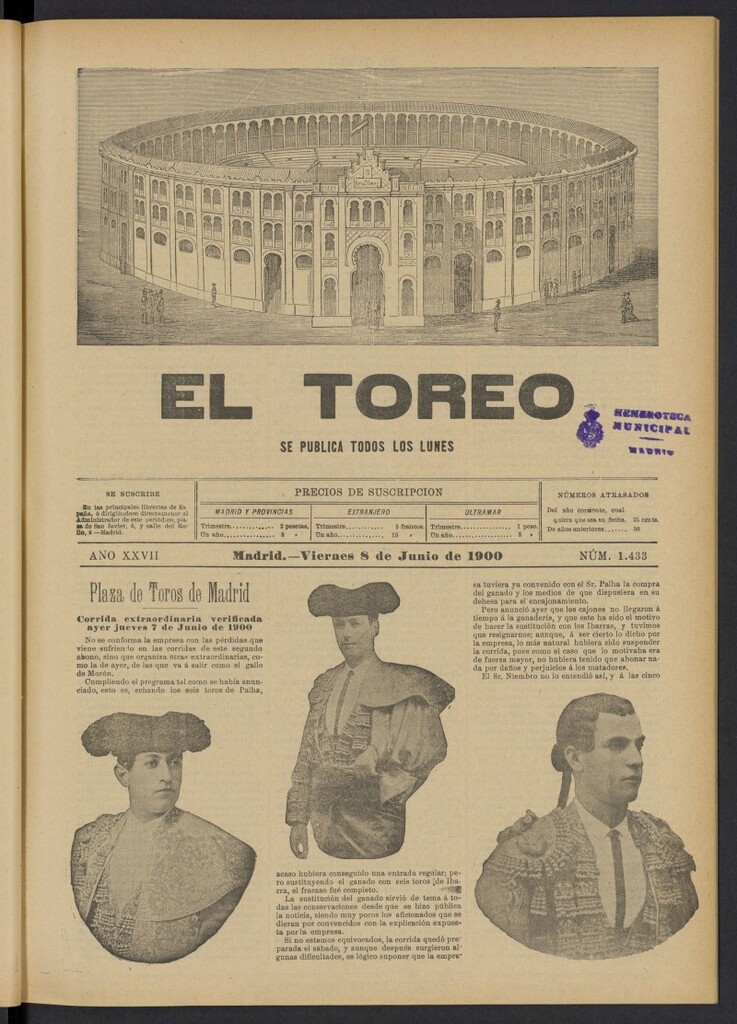 EL TOREO
HEMEROTECA
MUNICIPAL
MADRID
SE PUBLICA TODOS LOS LUNES
SE SUSCRIBE
En las principales librerías de Es-
paña, ó dirigiéndose directamente al
Administrador de este periódico, pla-
za de San Javier, 6, y calle del Ro-
llo, 9—Madrid.
PRECIOS DE SUSCRIPCION
MADRID Y PROVINCIAS
Trimestre............. 2 pesetas.
Un año................ 8 »
EXTRANJERO
Trimestre............ 5 francos.
Un año............... 15 »
ULTRAMAR
Trimestre.............. 1 peso.
Un año................
NÚMEROS ATRASADOS
Del año corriente, cual-
quiera que sea su fecha. 25 cénts.
De años anteriores....... 50
AÑO XXVII
Madrid.—Viernes 8 de Junio de 1900
NÚM. 1.433
Plaza de Toros de Madrid
Corrida extraordinaria verificada
ayer jueves 7 de Junio de 1900
No se conforma la empresa con las pérdidas que
viene sufriendo en las corridas de este segundo
abono, sino que organiza otras extraordinarias, co-
mo la de ayer, de las que va á salir como el gallo
de Morón.
Cumpliendo el programa tal como se había anun-
ciado, esto es, echando los seis toros de Palha,
acaso hubiera conseguido una entrada regular; pe-
ro sustituyendo el ganado con seis toros de Iba-
rra, el fracaso fué completo.
La sustitución del ganado sirvió de tema á to-
das las conservaciones desde que se hizo pública
la noticia, siendo muy pocos los aficionados que se
dieran por convencidos con la explicación expues-
ta por la empresa.
Si no estamos equivocados, la corrida quedó pre-
parada el sábado, y aunque después surgieron al-
gunas dificultades, es lógico suponer que la empre-
sa tuviera ya convenido con el Sr. Palha la compra
del ganado y los medios de que dispusiera en su
dehesa para el encajonamiento.
Pero anunció ayer que los cajones no llegaron á
tiempo á la ganadería, y que este ha sido el motivo
de hacer la sustitución con los Ibarras, y tuvimos
que resignarnos; aunque, á ser cierto lo dicho por
la empresa, lo más natural hubiera sido suspender
la corrida, pues como el caso que lo motivaba era
de fuerza mayor, no hubiera tenido que abonar na-
da por daños y perjuicios á los matadores.
El Sr. Niembro no lo entendió así, y á las cinco